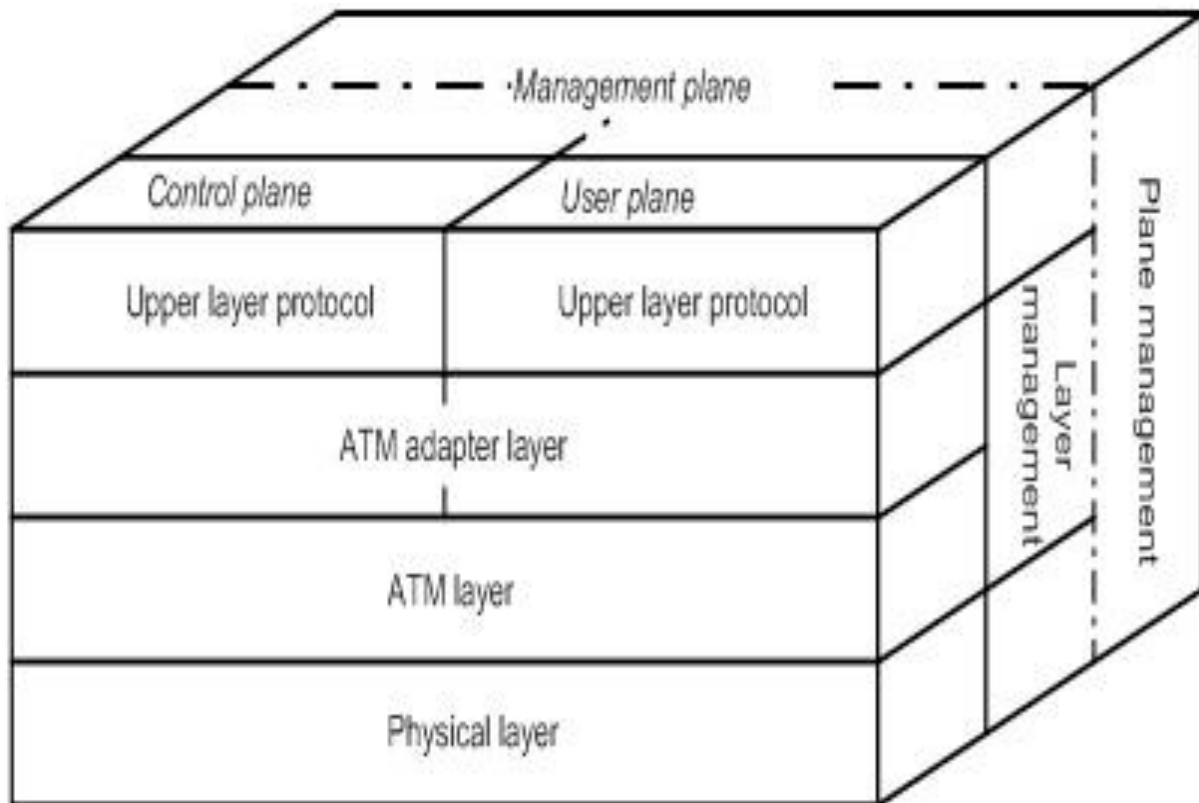 Management plane
Control plane
User plane
Upper layer protocol
Upper layer protocol
ATM adapter layer
ATM layer
Physical layer
Layer
management
Plane management